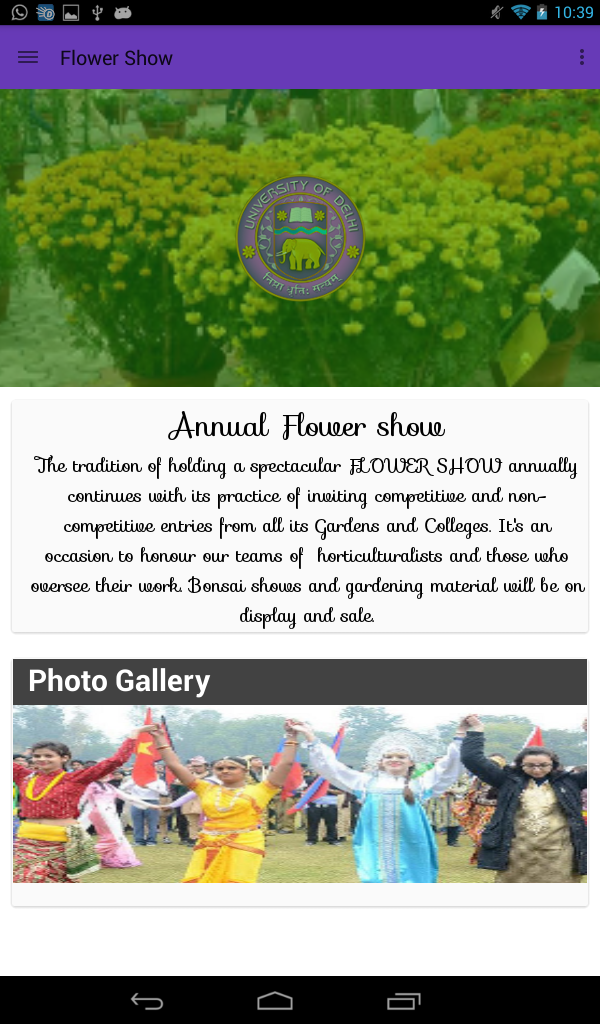 10:39
Flower Show
UNIVERSITY OF DELHI
Annual Flower show
The tradition of holding a spectacular FLOWER SHOW annually
continues with its practice of inviting competitive and non-
competitive entries from all its Gardens and Colleges. It's an
occasion to honour our teams of horticulturalists and those who
oversee their work. Bonsai shows and gardening material will be on
display and sale.
Photo Gallery